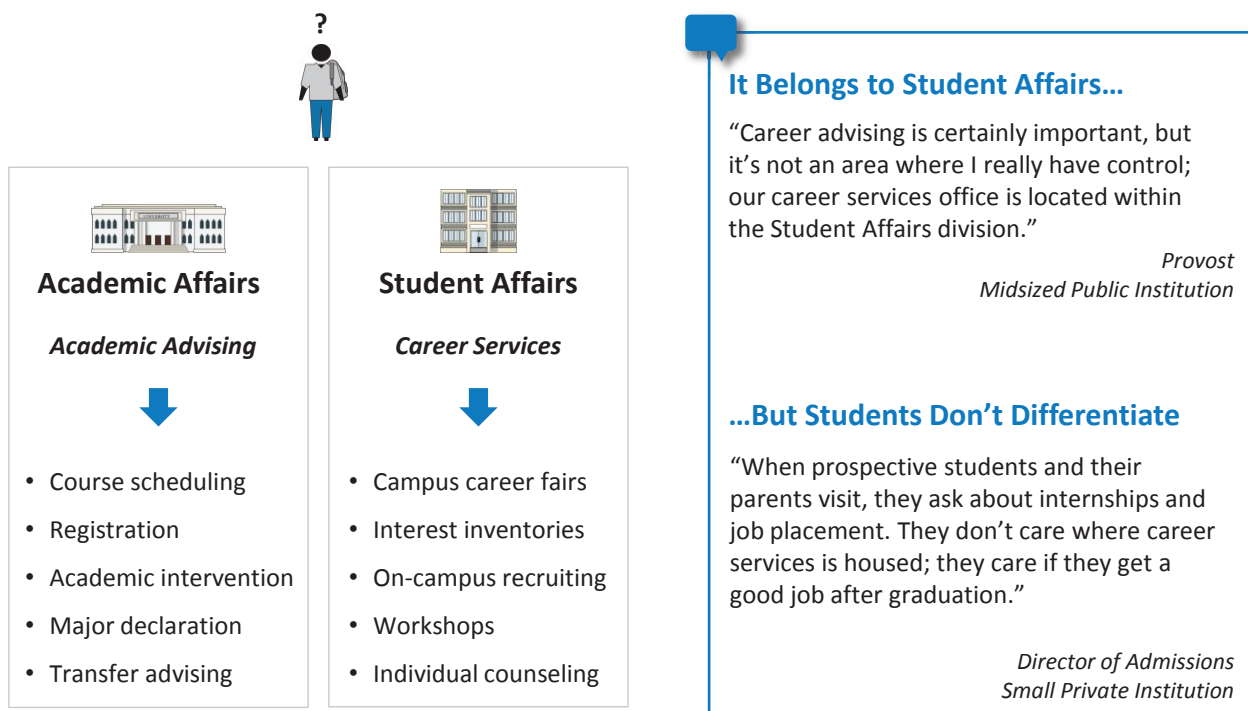 ?
UNIVERSITY
Academic Affairs
Academic Advising
• Course scheduling
• Registration
• Academic intervention
• Major declaration
• Transfer advising
Student Affairs
Career Services
• Campus career fairs
• Interest inventories
• On-campus recruiting
• Workshops
• Individual counseling
It Belongs to Student Affairs…
“Career advising is certainly important, but
it’s not an area where I really have control;
our career services office is located within
the Student Affairs division.”
Provost
Midsized Public Institution
…But Students Don’t Differentiate
“When prospective students and their
parents visit, they ask about internships and
job placement. They don’t care where career
services is housed; they care if they get a
good job after graduation.”
Director of Admissions
Small Private Institution